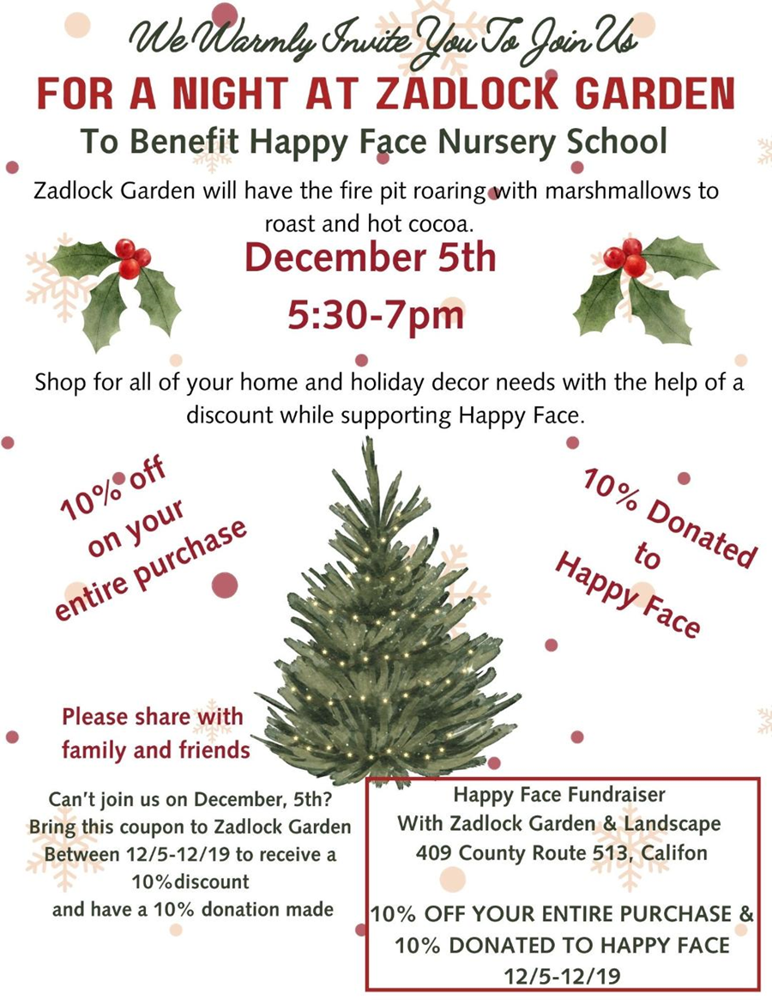 We Warmly Invite You To Join Us
FOR A NIGHT AT ZADLOCK GARDEN
To Benefit Happy Face Nursery School
Zadlock Garden will have the fire pit roaring with marshmallows to
roast and hot cocoa.
December 5th
5:30-7pm
Shop for all of your home and holiday decor needs with the help of a
discount while supporting Happy Face.
10% off
on your
entire purchase
10% Donated
to
Happy Face
Please share with
family and friends
Can't join us on December, 5th?
Bring this coupon to Zadlock Garden
Between 12/5-12/19 to receive a
10%discount
and have a 10% donation made
Happy Face Fundraiser
With Zadlock Garden & Landscape
409 County Route 513, Califon
10% OFF YOUR ENTIRE PURCHASE &
10% DONATED TO HAPPY FACE
12/5-12/19